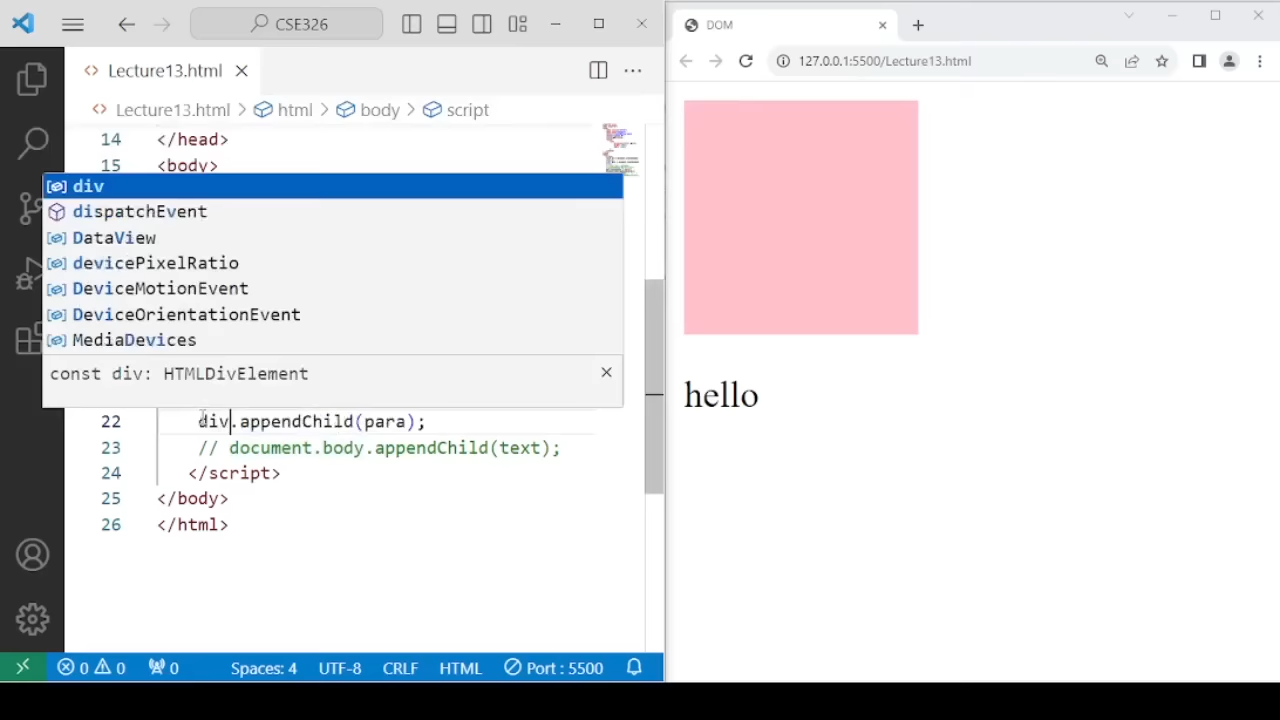 CSE326
DOM
Lecture13.html
127.0.0.1:5500/Lecture13.html
Lecture13.html > html > body > script
14 </head>
15 <body>
div
dispatchEvent
DataView
devicePixelRatio
DeviceMotionEvent
DeviceOrientationEvent
MediaDevices
const div: HTMLDivElement
22 div.appendChild(para);
23 // document.body.appendChild(text);
24 </script>
25 </body>
26 </html>
hello
0 0 0 Spaces: 4 UTF-8 CRLF HTML Port : 5500